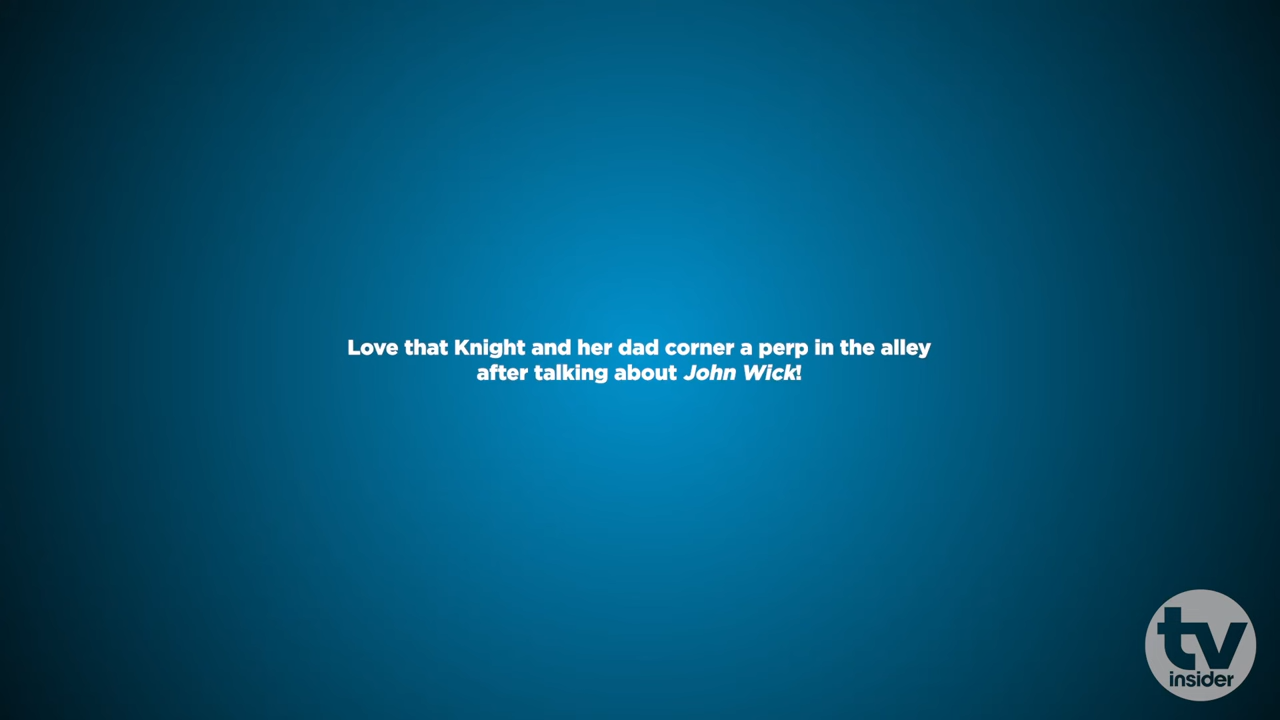 Love that Knight and her dad corner a perp in the alley
after talking about John Wick!
tv
insider